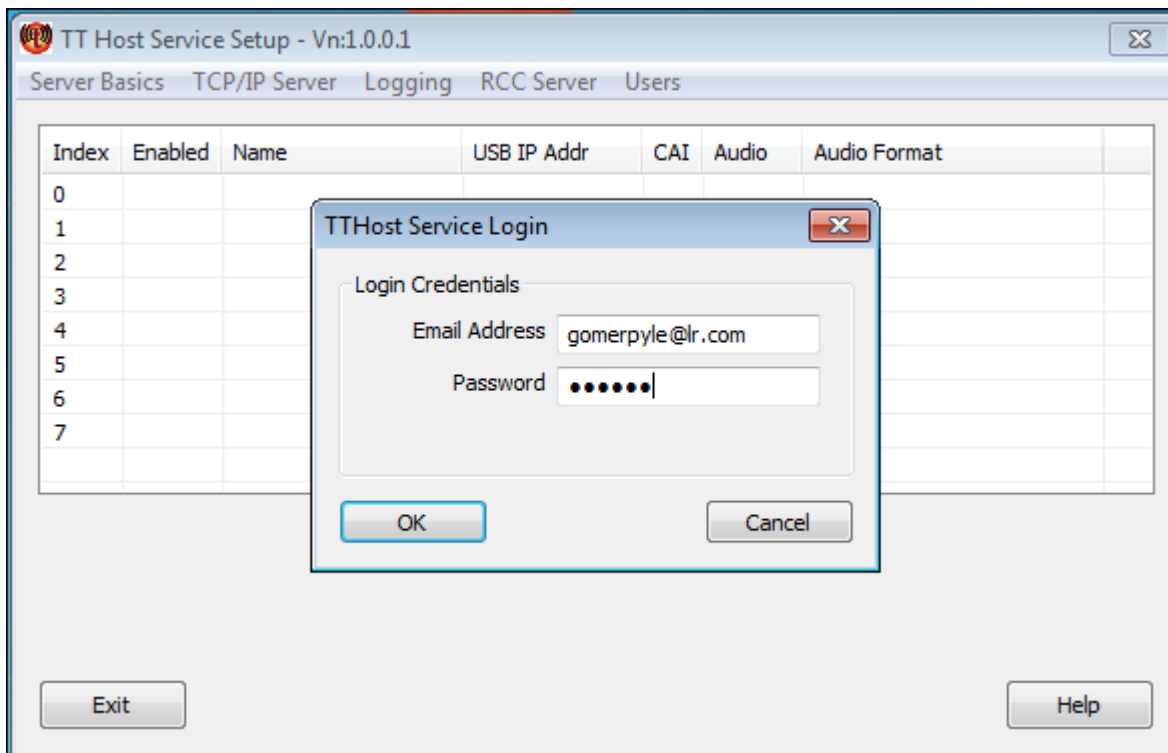 TT Host Service Setup - Vn:1.0.0.1
Server Basics TCP/IP Server Logging RCC Server Users
Index Enabled Name USB IP Addr CAI Audio Audio Format
0
1
2
3
4
5
6
7
TTHost Service Login
Login Credentials
Email Address gomerpyle@lr.com
Password ●●●●●●
OK Cancel
Exit Help